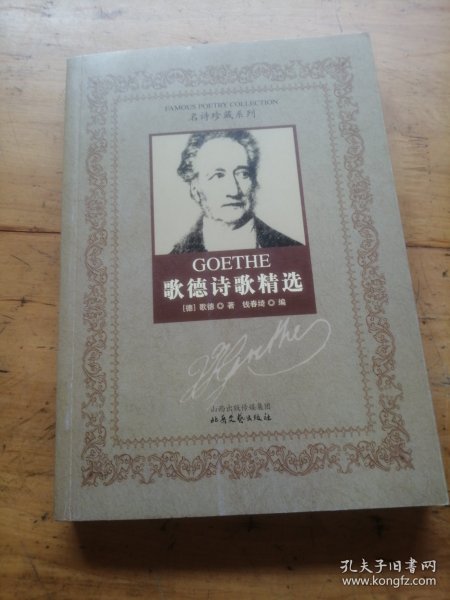 FAMOUS POETRY COLLECTION
名诗珍藏系列
GOETHE
歌德诗歌精选
[德] 歌德 ◎ 著 钱春绮 ◎ 编
Goethe
山西出版传媒集团
北岳文艺出版社
孔夫子旧书网
www.kongfz.com